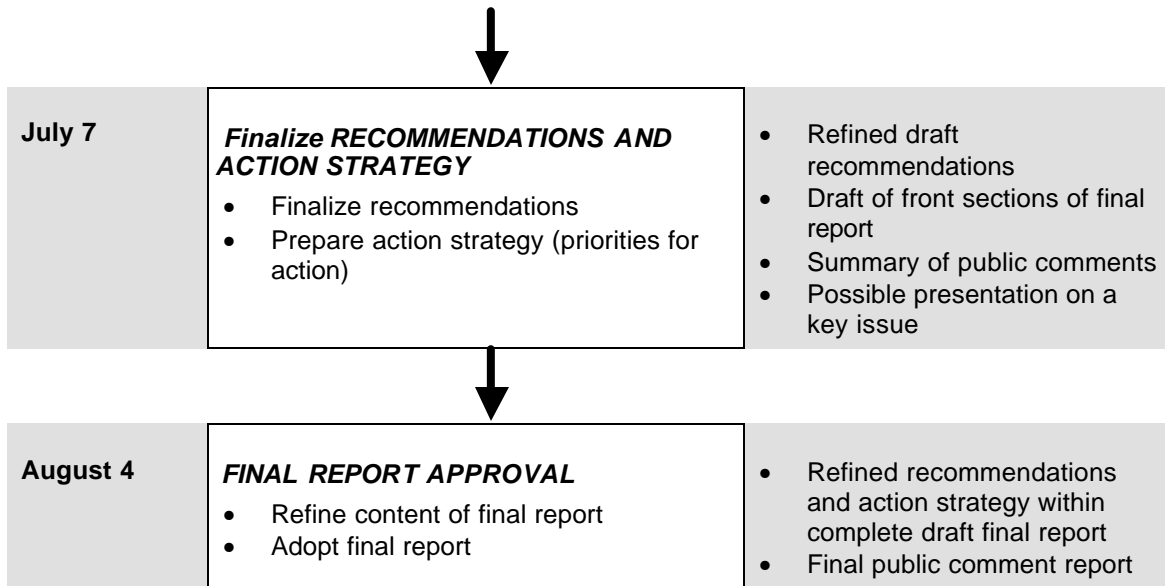 July 7
Finalize RECOMMENDATIONS AND
ACTION STRATEGY
• Finalize recommendations
• Prepare action strategy (priorities for
action)
• Refined draft
recommendations
• Draft of front sections of final
report
• Summary of public comments
• Possible presentation on a
key issue
August 4
FINAL REPORT APPROVAL
• Refine content of final report
• Adopt final report
• Refined recommendations
and action strategy within
complete draft final report
• Final public comment report